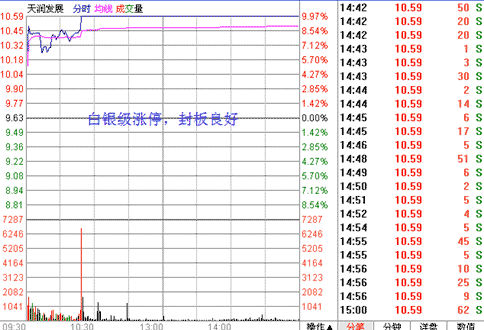 天润发展 分时 均线 成交量
10.59 9.97%
10.45 8.54%
10.32 7.12%
10.18 5.70%
10.04 4.27%
9.90 2.85%
9.77 1.42%
9.63 0.00%
白银级涨停，封板良好
9.49 1.42%
9.36 2.85%
9.22 4.27%
9.08 5.70%
8.94 7.12%
8.81 8.54%
7287 7287
6246 6246
5205 5205
4164 4164
3123 3123
2082 2082
1041 1041
09:30 10:30 13:00 14:00 操作▲
14:42 10.59 50 S
14:42 10.59 20 S
14:42 10.59 20 S
14:43 10.59 1 S
14:43 10.59 3 S
14:43 10.59 30 S
14:44 10.59 2 S
14:44 10.59 14 S
14:45 10.59 6 S
14:45 10.59 17 S
14:46 10.59 5 S
14:48 10.59 51 S
14:49 10.59 6 S
14:50 10.59 2 S
14:51 10.59 5 S
14:52 10.59 4 S
14:54 10.59 5 S
14:55 10.59 45 S
14:55 10.59 5 S
14:56 10.59 10 S
14:56 10.59 25 S
14:56 10.59 9 S
15:00 10.59 62 S
分笔 分钟 详盘 数值